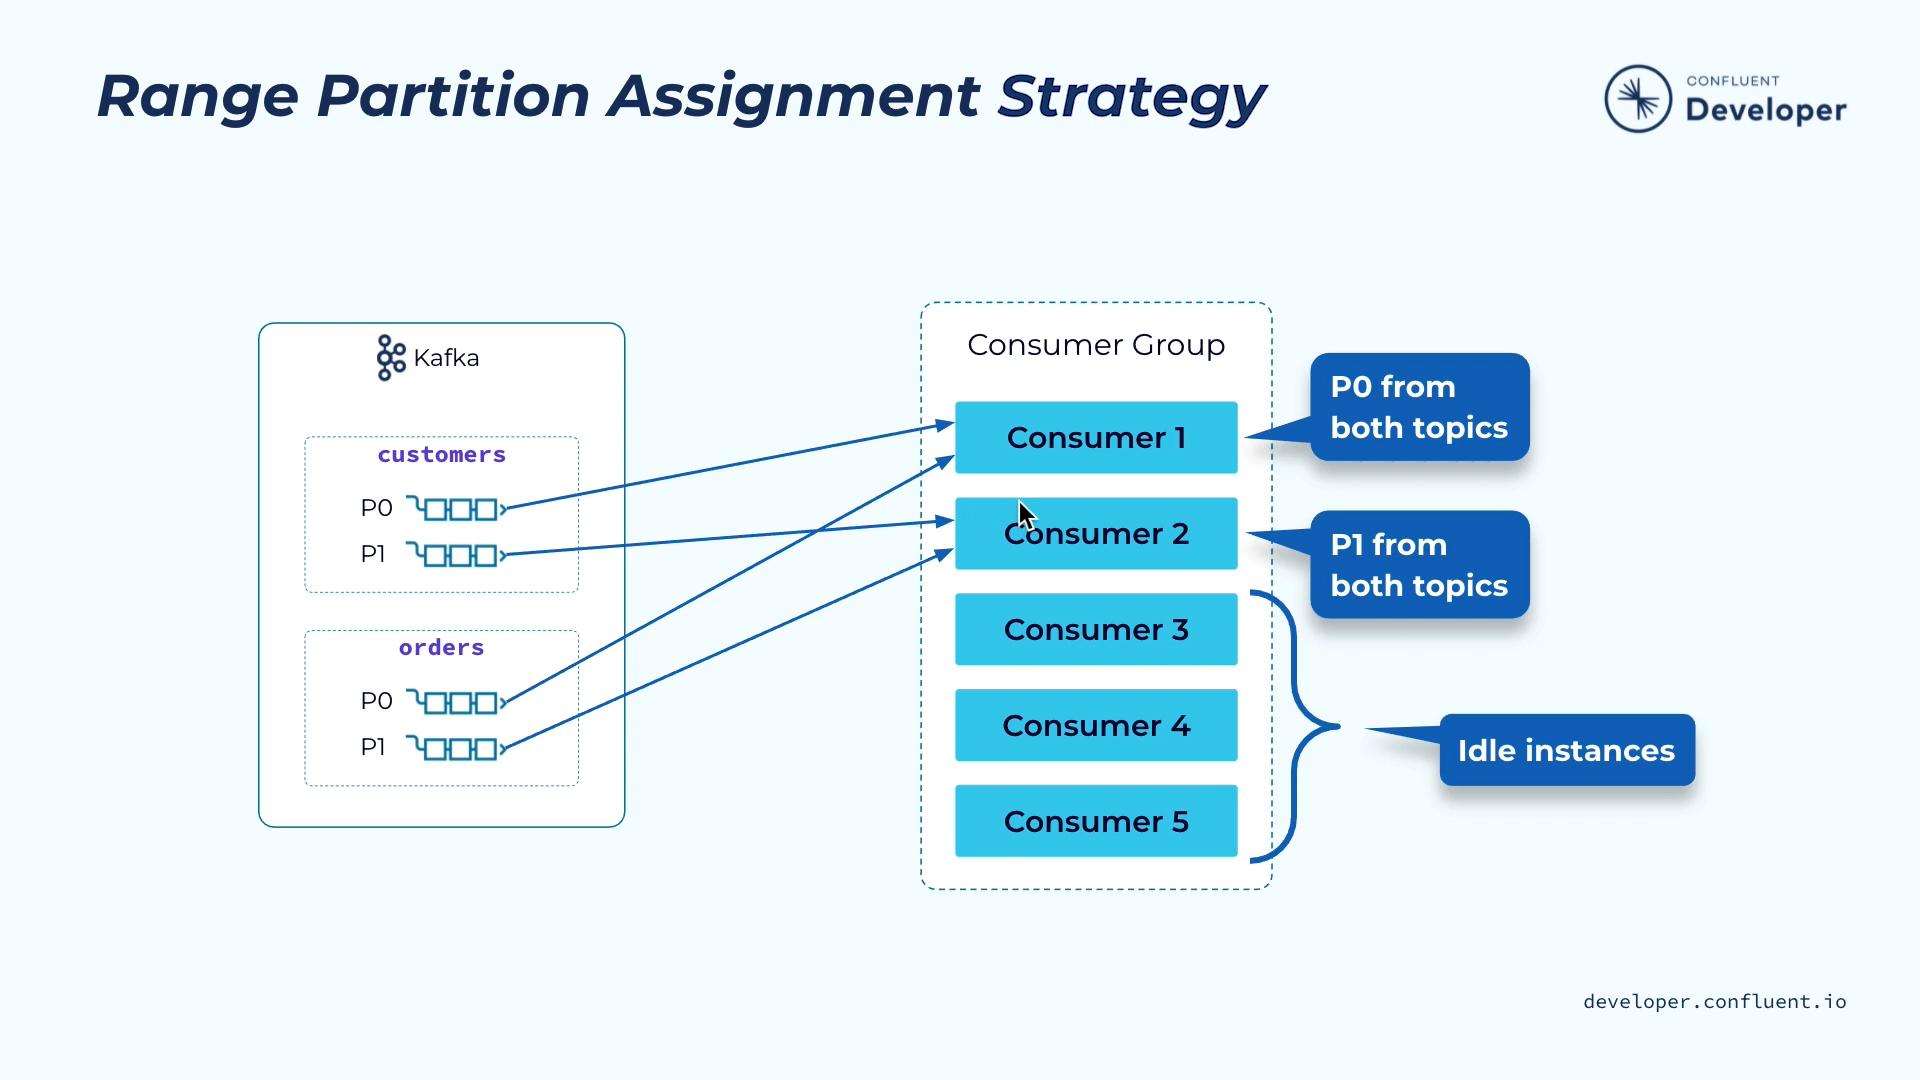 Range Partition Assignment Strategy
CONFLUENT
Developer
Kafka
customers
P0
P1
orders
P0
P1
Consumer Group
Consumer 1
Consumer 2
Consumer 3
Consumer 4
Consumer 5
P0 from
both topics
P1 from
both topics
Idle instances
developer.confluent.io